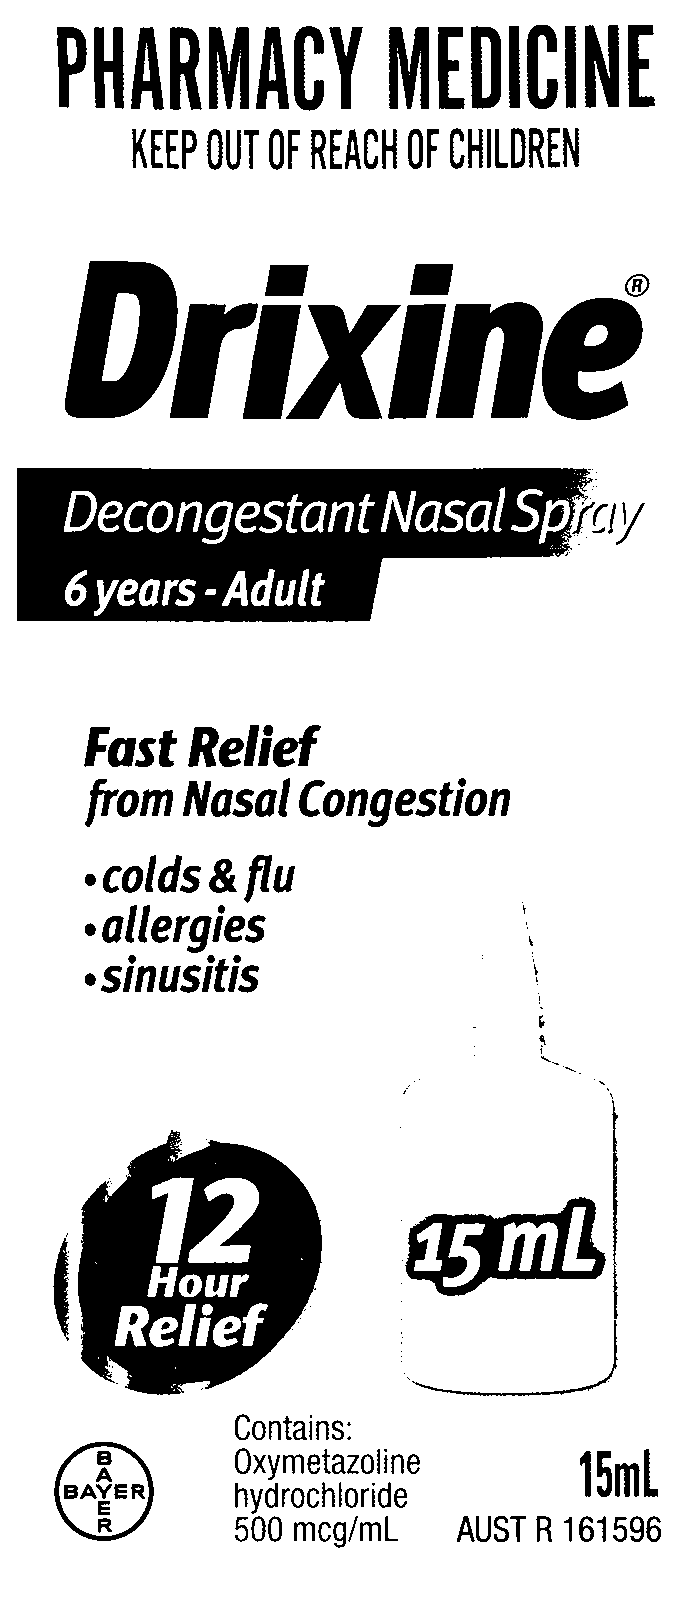 PHARMACY MEDICINE
KEEP OUT OF REACH OF CHILDREN
Drixine®
Decongestant Nasal Spray
6 years - Adult
Fast Relief
from Nasal Congestion
• colds & flu
• allergies
• sinusitis
12
Hour
Relief
15 mL
BAYER
BAYER
Contains:
Oxymetazoline
hydrochloride
500 mcg/mL
15mL
AUST R 161596